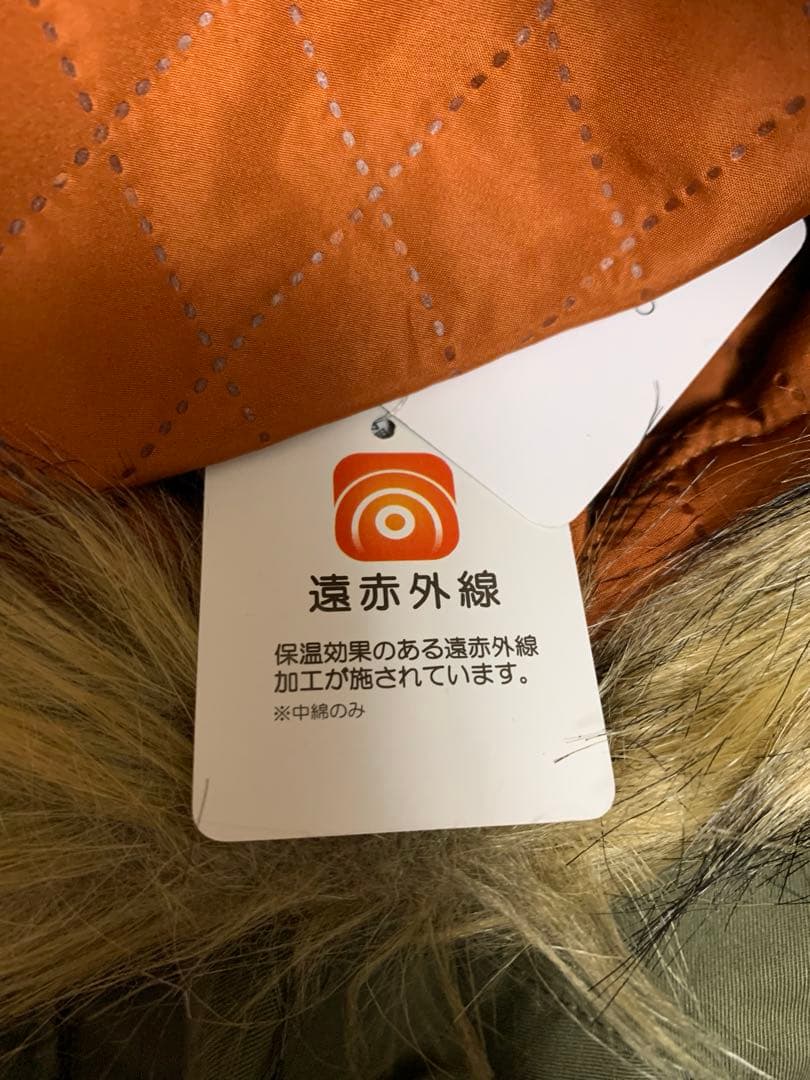 遠赤外線
保温効果のある遠赤外線
加工が施されています。
※中綿のみ